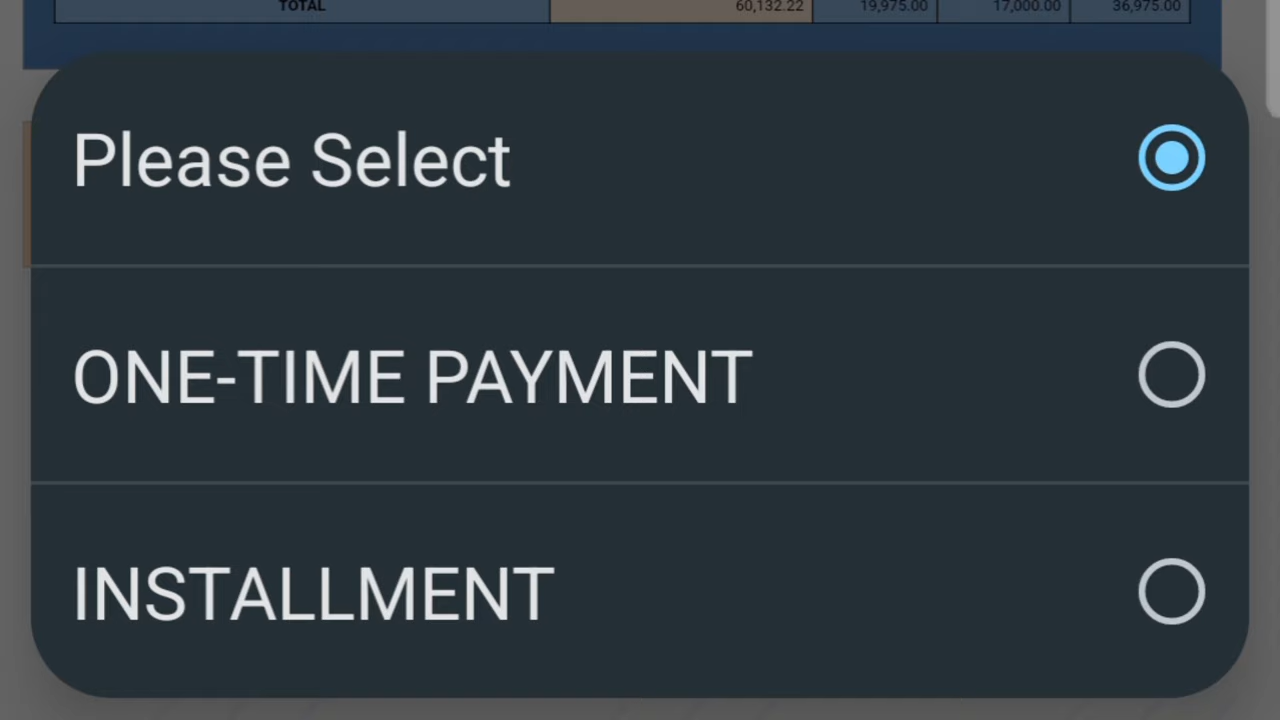 TOTAL 60,132.22 19,975.00 17,000.00 36,975.00
Please Select
ONE-TIME PAYMENT
INSTALLMENT